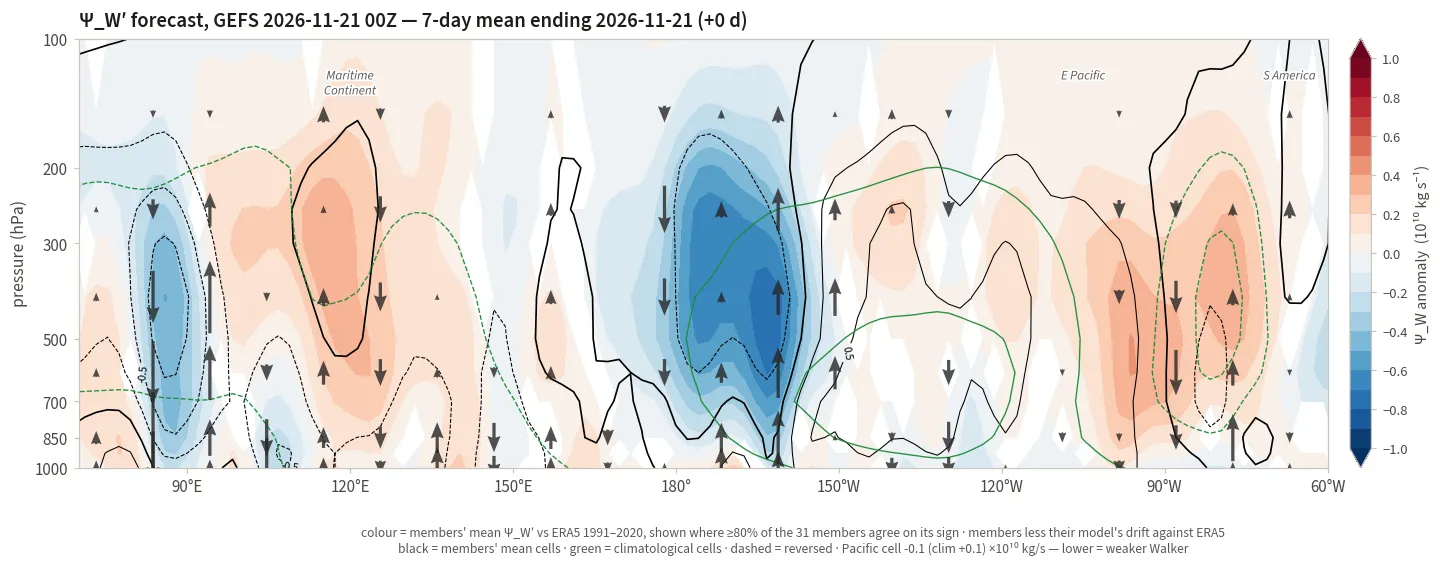 Ψ_W′ forecast, GEFS 2026-11-21 00Z — 7-day mean ending 2026-11-21 (+0 d)
100
200
300
400
500
700
850
1000
pressure (hPa)
Maritime
Continent
E Pacific
S America
-0.5
0.5
-0.5
90°E
120°E
150°E
180°
150°W
120°W
90°W
60°W
1.0
0.8
0.6
0.4
0.2
0.0
−0.2
−0.4
−0.6
−0.8
−1.0
Ψ_W anomaly (10¹⁰ kg s⁻¹)
colour = members' mean Ψ_W′ vs ERA5 1991–2020, shown where ≥80% of the 31 members agree on its sign · members less their model's drift against ERA5
black = members' mean cells · green = climatological cells · dashed = reversed · Pacific cell -0.1 (clim +0.1) ×10¹⁰ kg/s — lower = weaker Walker